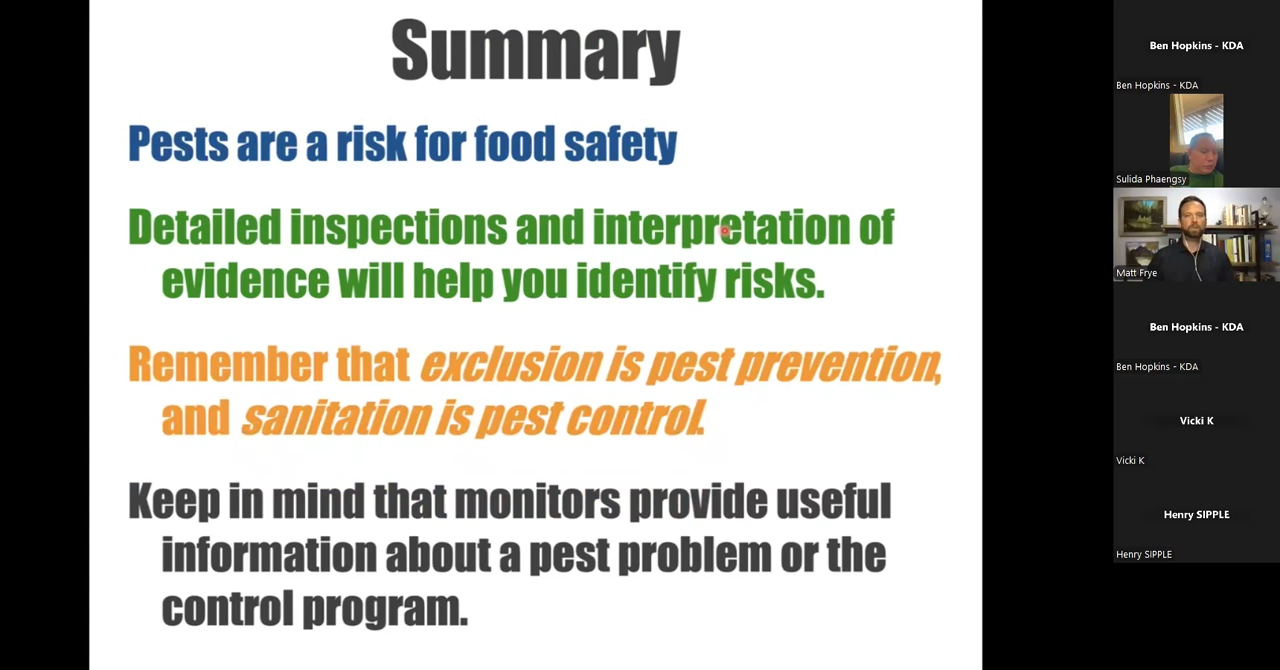 Summary
Pests are a risk for food safety
Detailed inspections and interpretation of
evidence will help you identify risks.
Remember that exclusion is pest prevention,
and sanitation is pest control.
Keep in mind that monitors provide useful
information about a pest problem or the
control program.
Ben Hopkins - KDA
Ben Hopkins - KDA
Sulida Phaengsy
Matt Frye
Ben Hopkins - KDA
Ben Hopkins - KDA
Vicki K
Vicki K
Henry SIPPLE
Henry SIPPLE